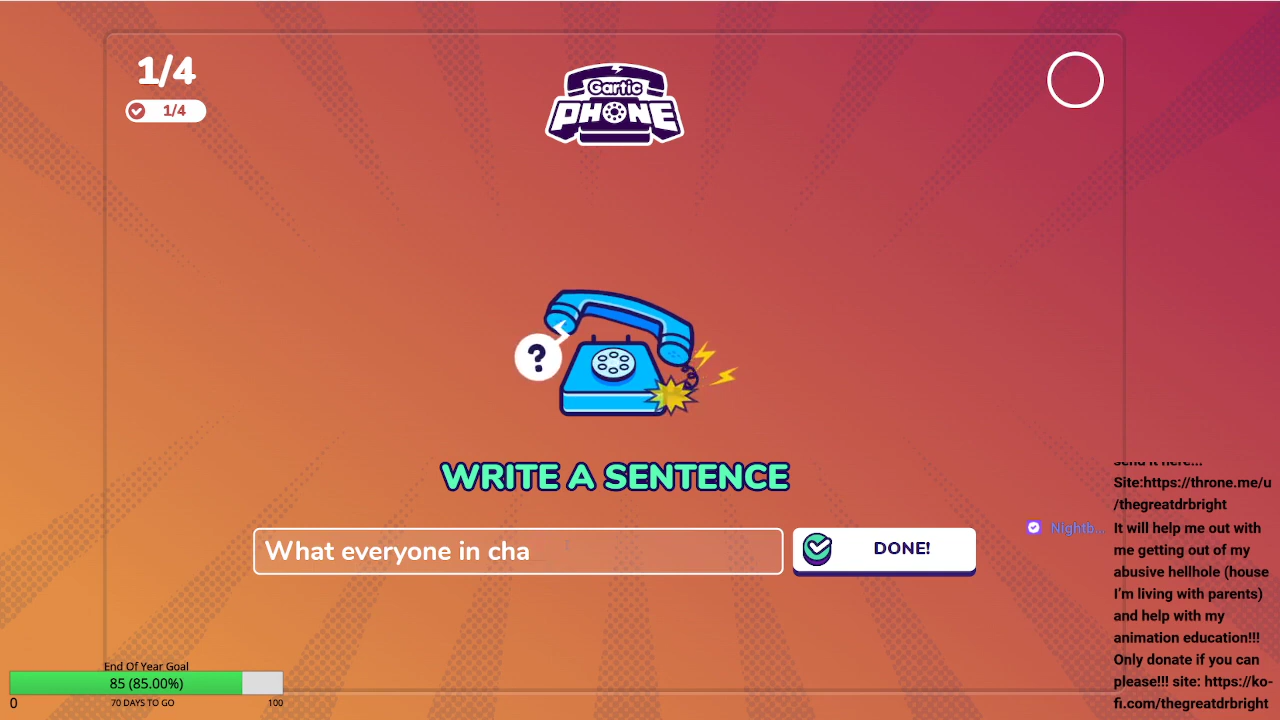 1/4
1/4
Gartic
PHONE
?
WRITE A SENTENCE
What everyone in cha
DONE!
send it here...
Site:https://throne.me/u
/thegreatdrbright
Nightb... It will help me out with
me getting out of my
abusive hellhole (house
I'm living with parents)
and help with my
animation education!!!
Only donate if you can
please!!! site: https://ko-
fi.com/thegreatdrbright
End Of Year Goal
85 (85.00%)
0 70 DAYS TO GO 100